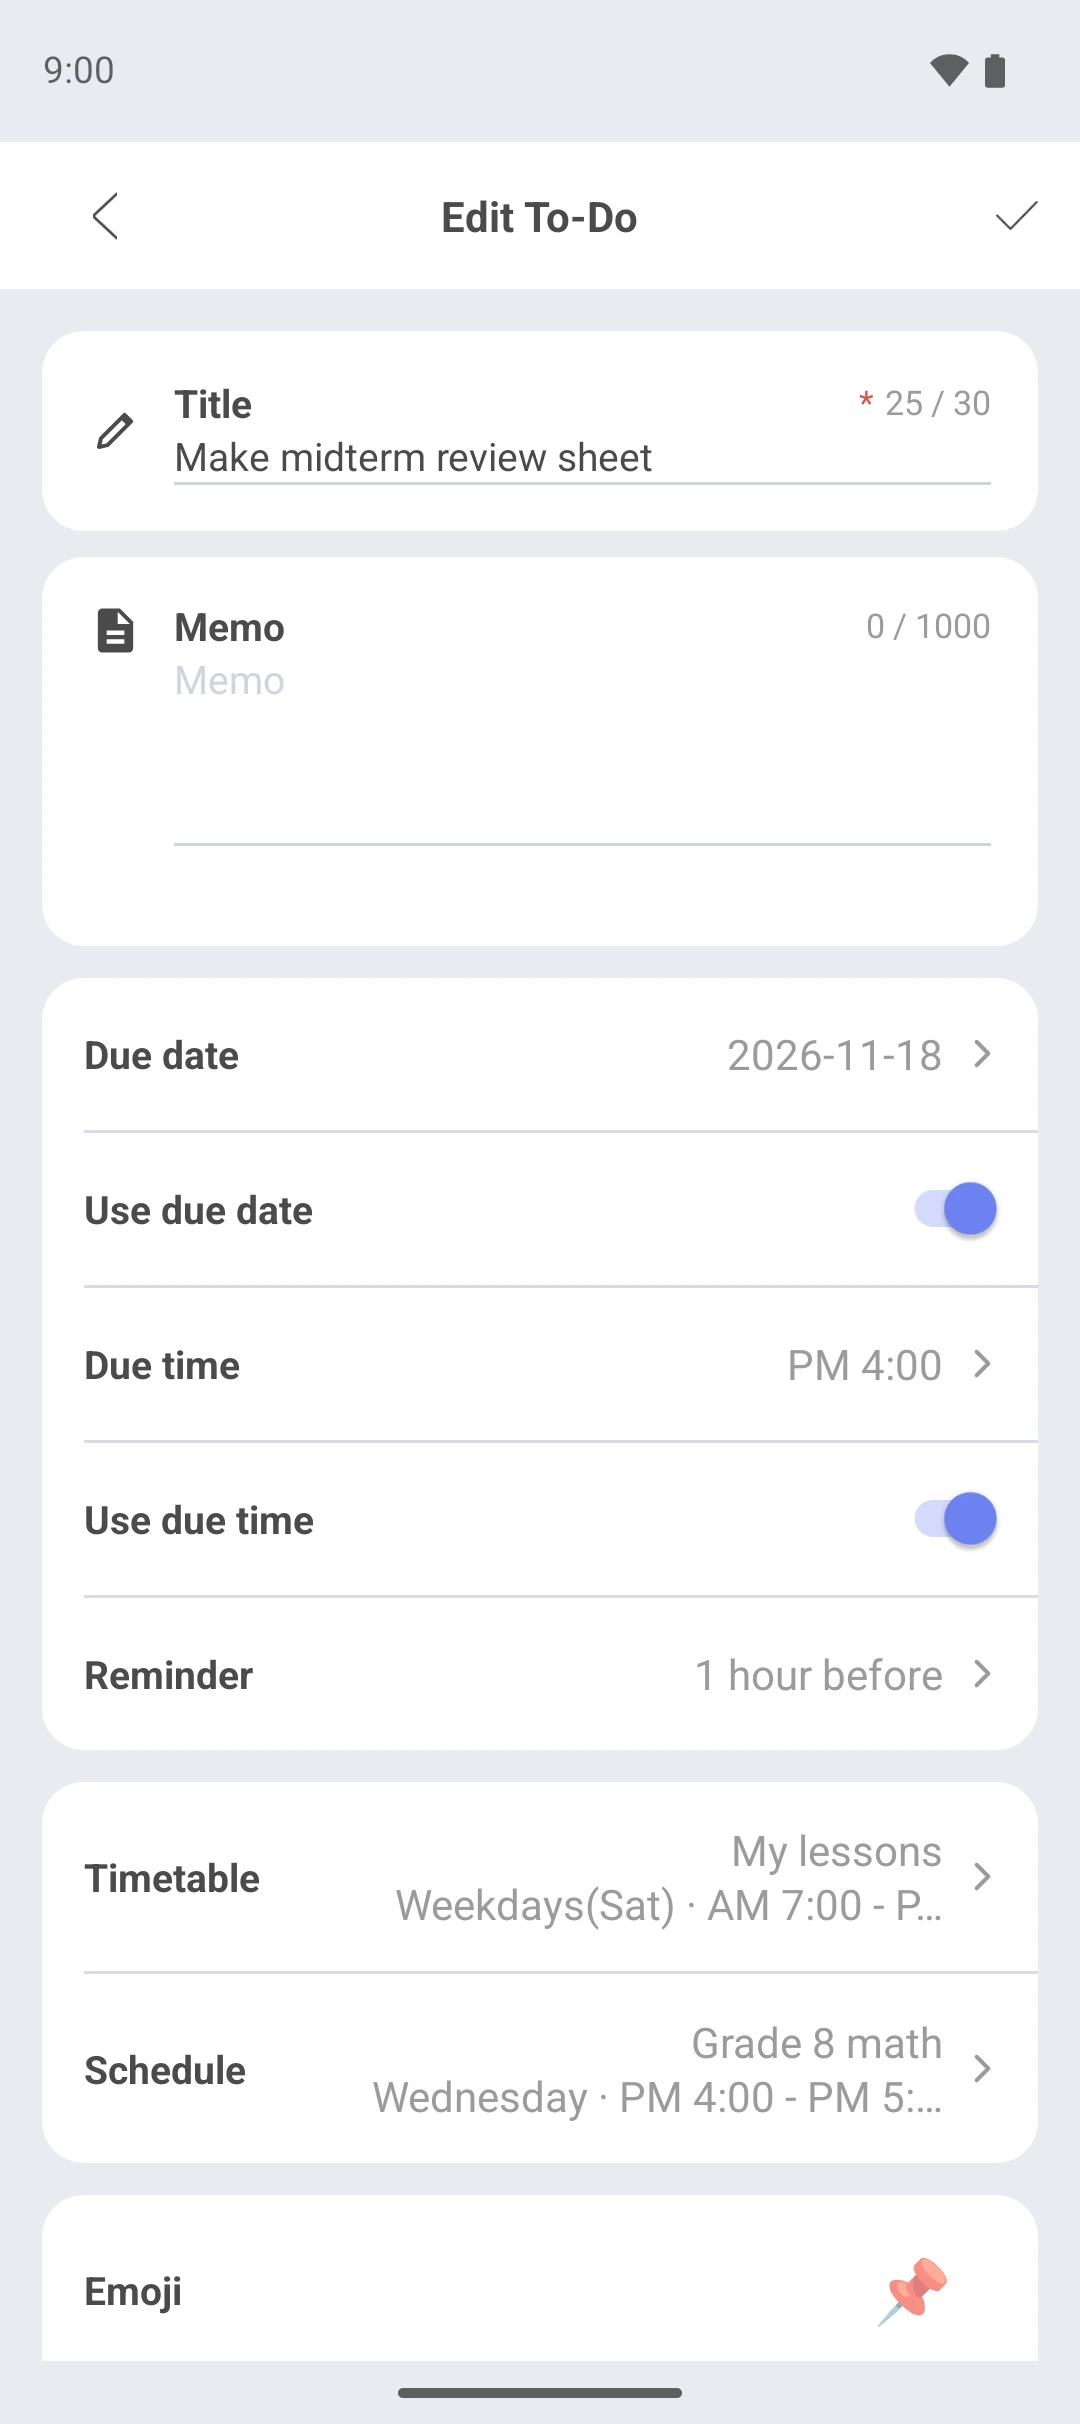 9:00
Edit To-Do
Title
* 25 / 30
Make midterm review sheet
Memo
0 / 1000
Memo
Due date
2026-11-18
Use due date
Due time
PM 4:00
Use due time
Reminder
1 hour before
Timetable
My lessons
Weekdays(Sat) · AM 7:00 - P...
Schedule
Grade 8 math
Wednesday · PM 4:00 - PM 5:...
Emoji